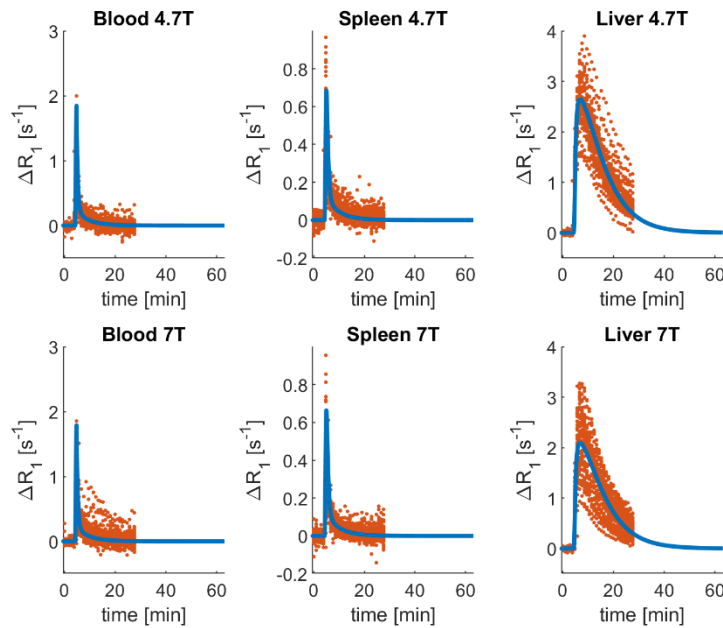 Blood 4.7T
3
2
1
0
ΔR₁ [s⁻¹]
0 20 40 60
time [min]
Spleen 4.7T
0.8
0.6
0.4
0.2
0
-0.2
ΔR₁ [s⁻¹]
0 20 40 60
time [min]
Liver 4.7T
4
3
2
1
0
ΔR₁ [s⁻¹]
0 20 40 60
time [min]
Blood 7T
3
2
1
0
ΔR₁ [s⁻¹]
0 20 40 60
time [min]
Spleen 7T
0.8
0.6
0.4
0.2
0
-0.2
ΔR₁ [s⁻¹]
0 20 40 60
time [min]
Liver 7T
4
3
2
1
0
ΔR₁ [s⁻¹]
0 20 40 60
time [min]